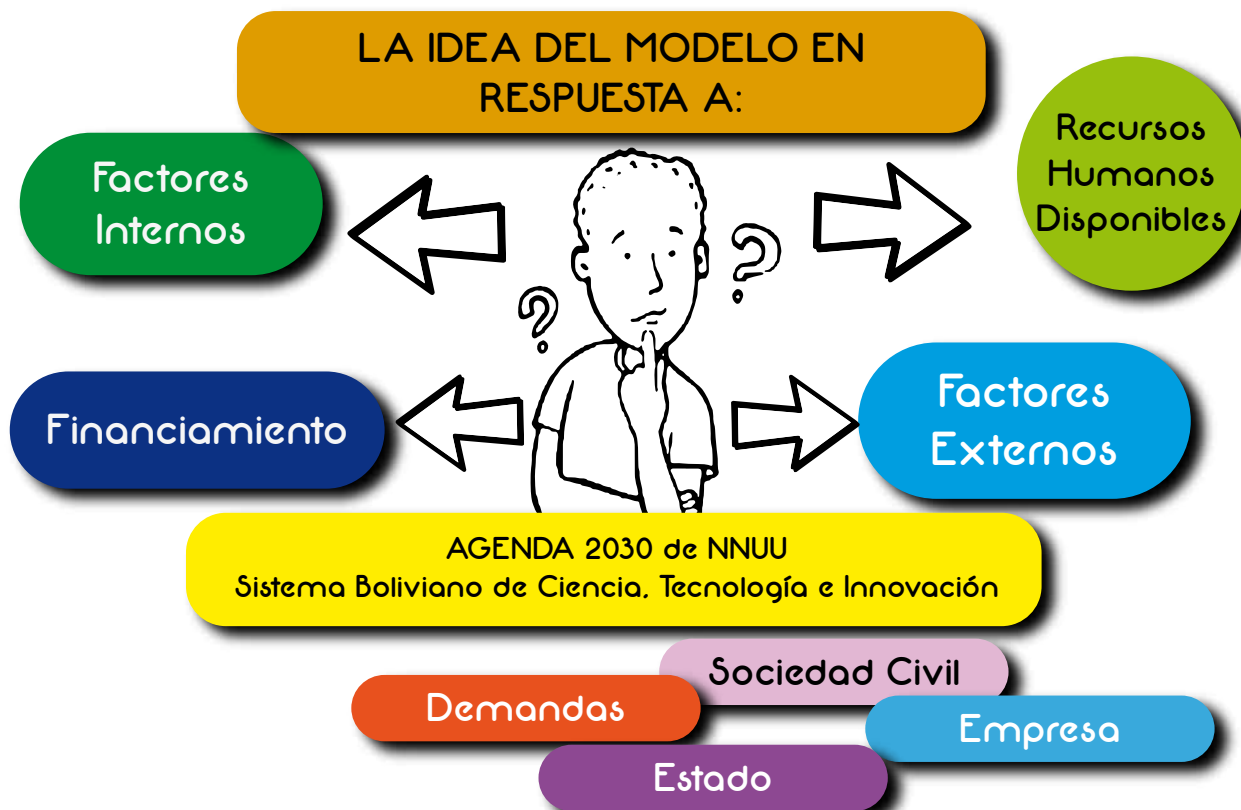 LA IDEA DEL MODELO EN
RESPUESTA A:
Factores
Internos
Recursos
Humanos
Disponibles
Financiamiento
Factores
Externos
AGENDA 2030 de NNUU
Sistema Boliviano de Ciencia, Tecnología e Innovación
Sociedad Civil
Demandas
Empresa
Estado